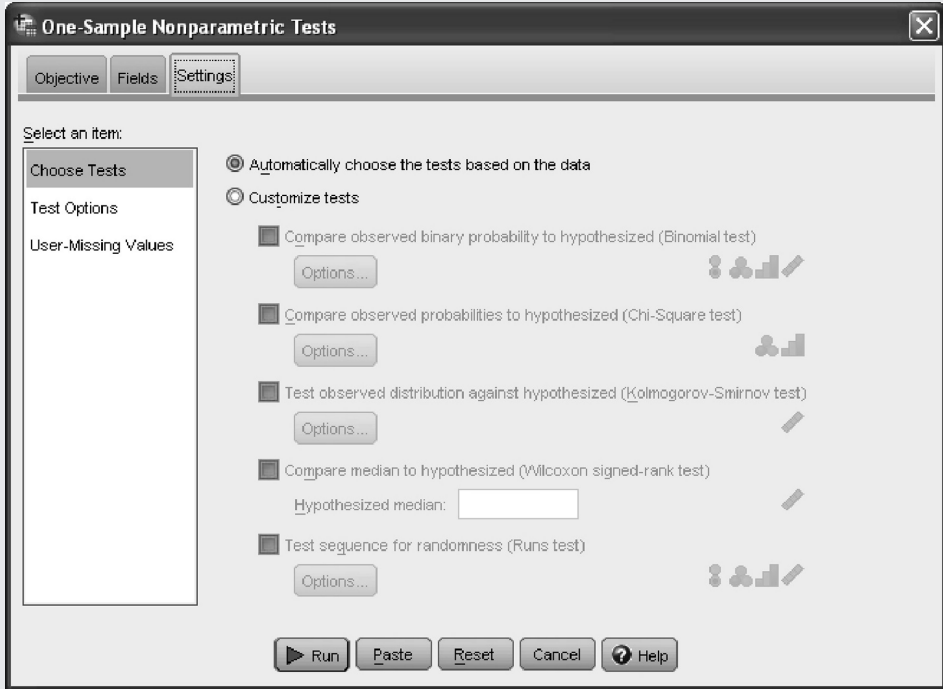 One-Sample Nonparametric Tests
Objective Fields Settings
Select an item:
Choose Tests
Test Options
User-Missing Values
Automatically choose the tests based on the data
Customize tests
Compare observed binary probability to hypothesized (Binomial test)
Options...
Compare observed probabilities to hypothesized (Chi-Square test)
Options...
Test observed distribution against hypothesized (Kolmogorov-Smirnov test)
Options...
Compare median to hypothesized (Wilcoxon signed-rank test)
Hypothesized median:
Test sequence for randomness (Runs test)
Options...
Run Paste Reset Cancel Help